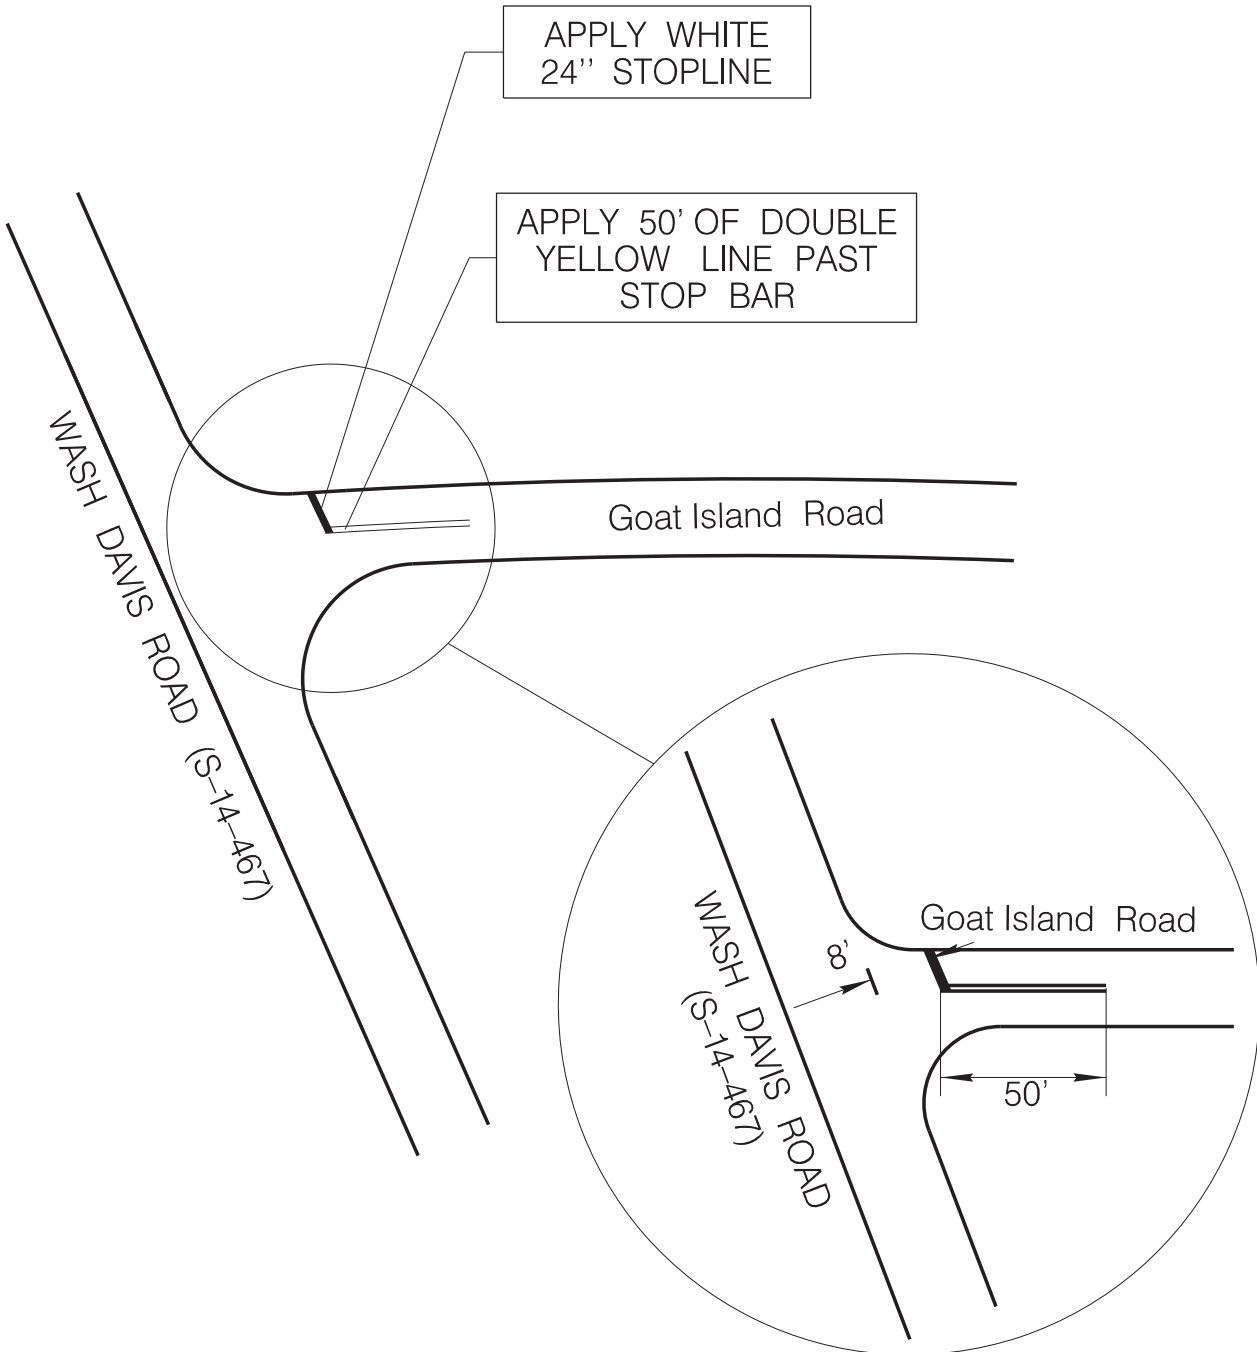 APPLY WHITE
24'' STOPLINE
APPLY 50' OF DOUBLE
YELLOW LINE PAST
STOP BAR
WASH DAVIS ROAD (S-14-467)
Goat Island Road
Goat Island Road
8'
WASH DAVIS ROAD
(S-14-467)
50'